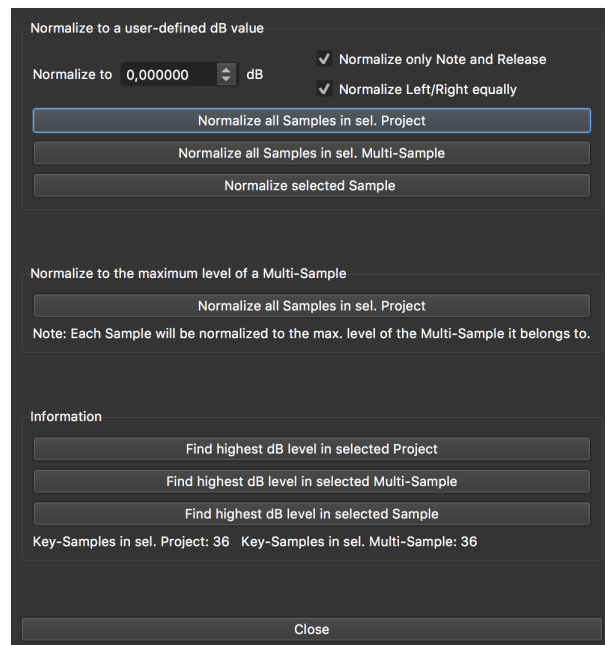 Normalize to a user-defined dB value
Normalize to 0,000000 dB
Normalize only Note and Release
Normalize Left/Right equally
Normalize all Samples in sel. Project
Normalize all Samples in sel. Multi-Sample
Normalize selected Sample
Normalize to the maximum level of a Multi-Sample
Normalize all Samples in sel. Project
Note: Each Sample will be normalized to the max. level of the Multi-Sample it belongs to.
Information
Find highest dB level in selected Project
Find highest dB level in selected Multi-Sample
Find highest dB level in selected Sample
Key-Samples in sel. Project: 36 Key-Samples in sel. Multi-Sample: 36
Close